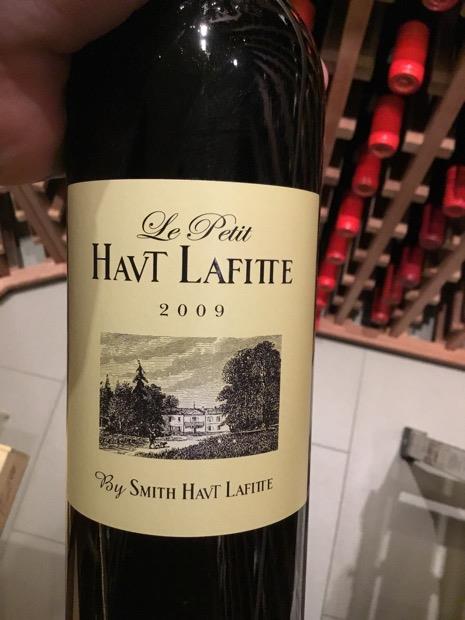 Le Petit
HAVT LAFITTE
2009
By SMITH HAVT LAFITTE